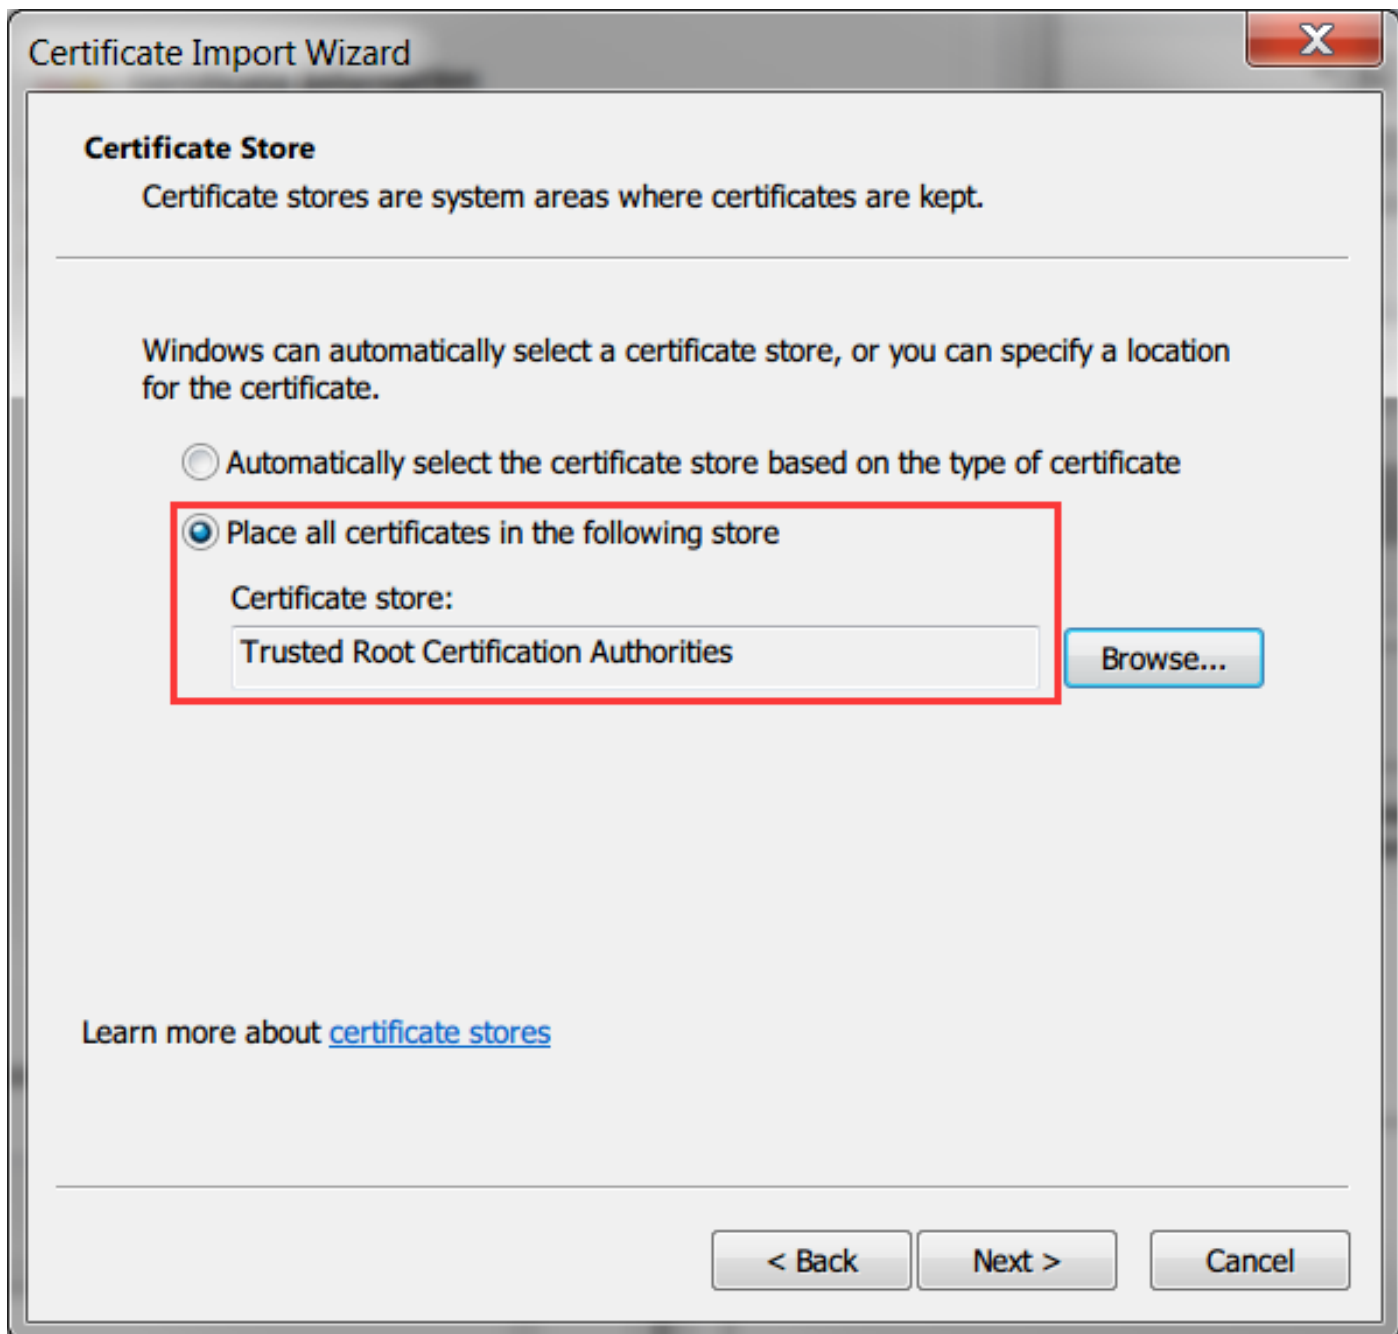 Certificate Import Wizard
X
Certificate Store
Certificate stores are system areas where certificates are kept.
Windows can automatically select a certificate store, or you can specify a location
for the certificate.
Automatically select the certificate store based on the type of certificate
Place all certificates in the following store
Certificate store:
Trusted Root Certification Authorities
Browse...
Learn more about certificate stores
< Back
Next >
Cancel